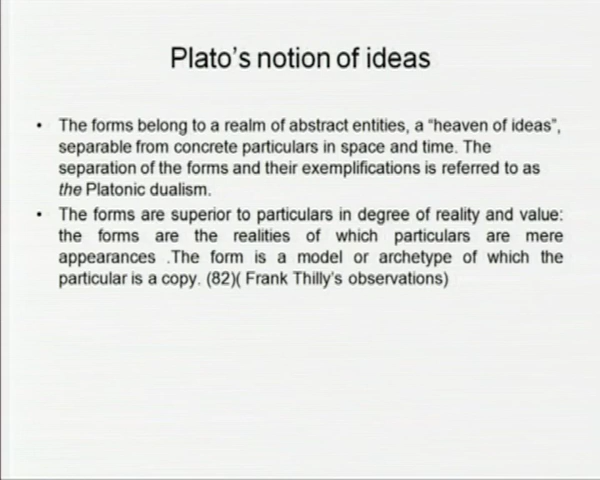 Plato's notion of ideas
• The forms belong to a realm of abstract entities, a "heaven of ideas",
separable from concrete particulars in space and time. The
separation of the forms and their exemplifications is referred to as
the Platonic dualism.
• The forms are superior to particulars in degree of reality and value:
the forms are the realities of which particulars are mere
appearances .The form is a model or archetype of which the
particular is a copy. (82)( Frank Thilly's observations)